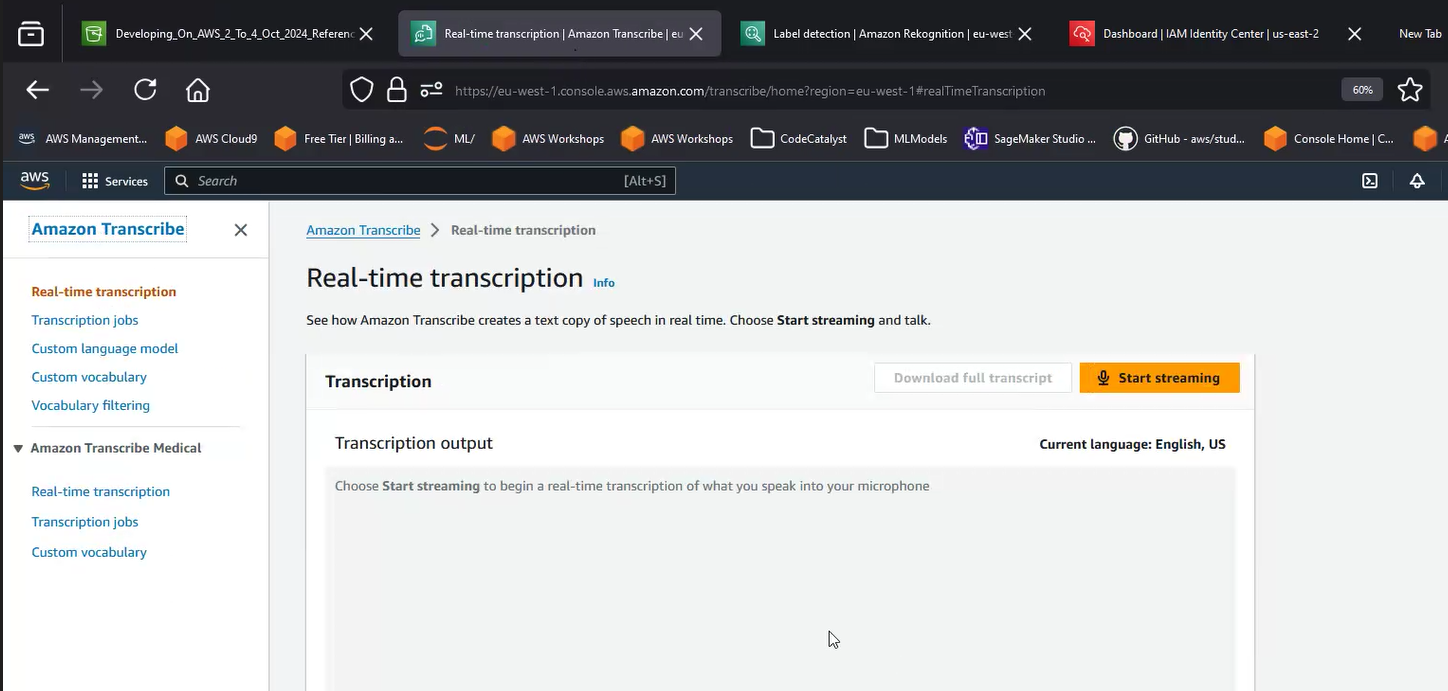 Developing_On_AWS_2_To_4_Oct_2024_Referenc
Real-time transcription | Amazon Transcribe | eu
Label detection | Amazon Rekognition | eu-west
Dashboard | IAM Identity Center | us-east-2
New Tab
https://eu-west-1.console.aws.amazon.com/transcribe/home?region=eu-west-1#realTimeTranscription
60%
aws AWS Management...
AWS Cloud9
Free Tier | Billing a...
ML/
AWS Workshops
AWS Workshops
CodeCatalyst
MLModels
SageMaker Studio ...
GitHub - aws/stud...
Console Home | C...
aws
Services
Search
[Alt+S]
Amazon Transcribe
Real-time transcription
Transcription jobs
Custom language model
Custom vocabulary
Vocabulary filtering
Amazon Transcribe Medical
Real-time transcription
Transcription jobs
Custom vocabulary
Amazon Transcribe
Real-time transcription
Real-time transcription Info
See how Amazon Transcribe creates a text copy of speech in real time. Choose Start streaming and talk.
Transcription
Download full transcript
Start streaming
Transcription output
Current language: English, US
Choose Start streaming to begin a real-time transcription of what you speak into your microphone